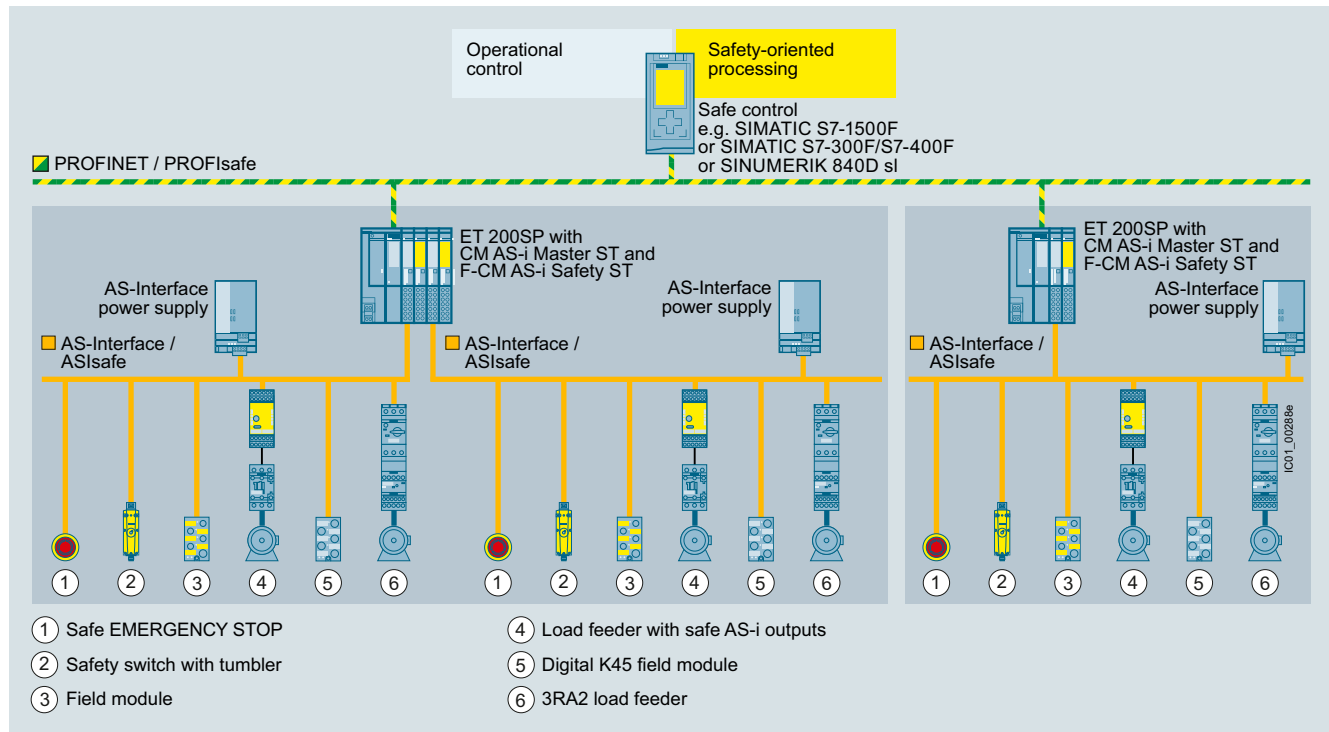 Operational
control
Safety-oriented
processing
Safe control
e.g. SIMATIC S7-1500F
or SIMATIC S7-300F/S7-400F
or SINUMERIK 840D sl
PROFINET / PROFIsafe
ET 200SP with
CM AS-i Master ST and
F-CM AS-i Safety ST
AS-Interface
power supply
AS-Interface /
ASIsafe
AS-Interface
power supply
AS-Interface /
ASIsafe
ET 200SP with
CM AS-i Master ST and
F-CM AS-i Safety ST
AS-Interface
power supply
AS-Interface /
ASIsafe
IC01_00288e
1 2 3 4 5 6
1 2 3 4 5 6
1 2 3 4 5 6
1 Safe EMERGENCY STOP
2 Safety switch with tumbler
3 Field module
4 Load feeder with safe AS-i outputs
5 Digital K45 field module
6 3RA2 load feeder